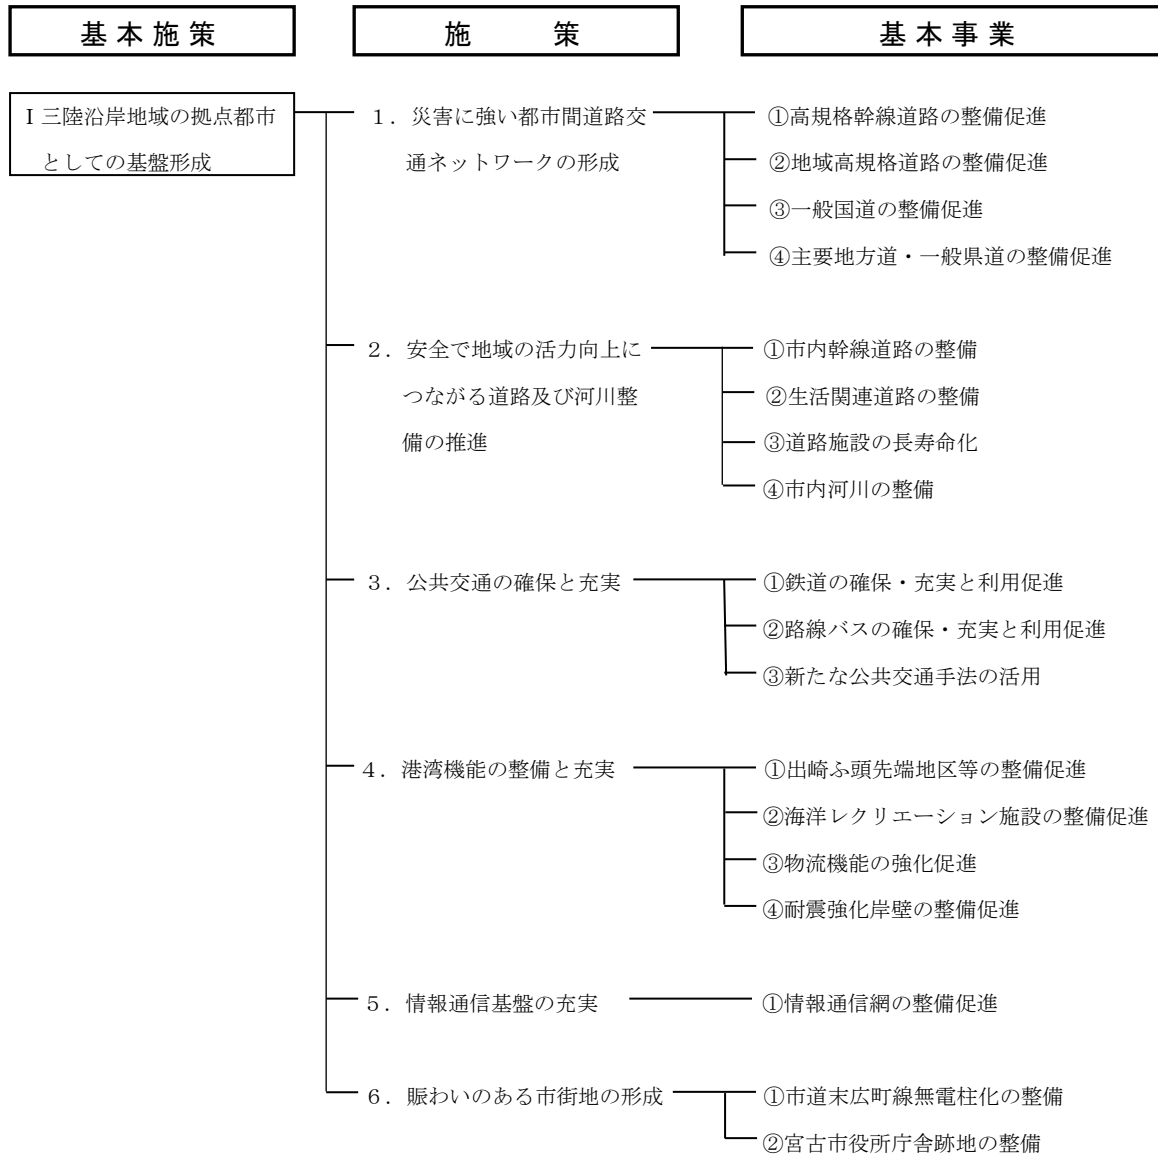 基本施策
施　　策
基本事業
Ⅰ 三陸沿岸地域の拠点都市
としての基盤形成
１．災害に強い都市間道路交
通ネットワークの形成
①高規格幹線道路の整備促進
②地域高規格道路の整備促進
③一般国道の整備促進
④主要地方道・一般県道の整備促進
２．安全で地域の活力向上に
つながる道路及び河川整
備の推進
①市内幹線道路の整備
②生活関連道路の整備
③道路施設の長寿命化
④市内河川の整備
３．公共交通の確保と充実
①鉄道の確保・充実と利用促進
②路線バスの確保・充実と利用促進
③新たな公共交通手法の活用
４．港湾機能の整備と充実
①出崎ふ頭先端地区等の整備促進
②海洋レクリエーション施設の整備促進
③物流機能の強化促進
④耐震強化岸壁の整備促進
５．情報通信基盤の充実
①情報通信網の整備促進
６．賑わいのある市街地の形成
①市道末広町線無電柱化の整備
②宮古市役所庁舎跡地の整備